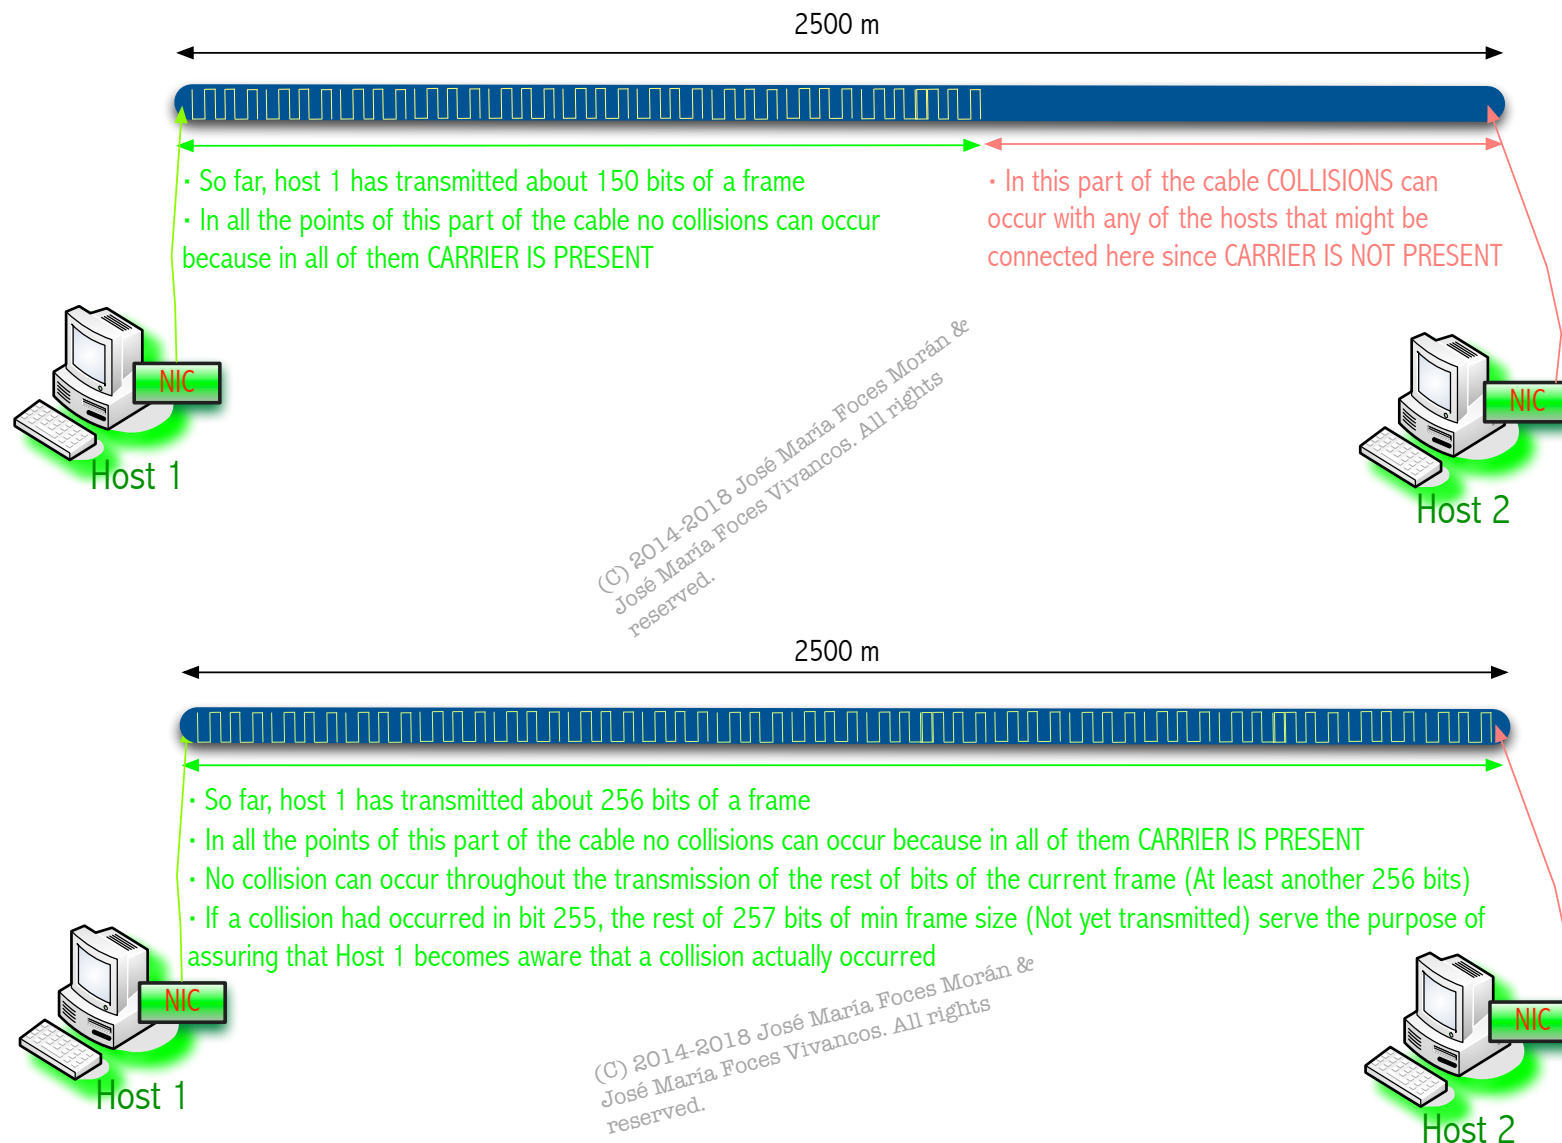 2500 m
· So far, host 1 has transmitted about 150 bits of a frame
· In all the points of this part of the cable no collisions can occur
because in all of them CARRIER IS PRESENT
· In this part of the cable COLLISIONS can
occur with any of the hosts that might be
connected here since CARRIER IS NOT PRESENT
NIC
Host 1
NIC
Host 2
(C) 2014-2018 José María Foces Morán &
José María Foces Vivancos. All rights
reserved.
2500 m
· So far, host 1 has transmitted about 256 bits of a frame
· In all the points of this part of the cable no collisions can occur because in all of them CARRIER IS PRESENT
· No collision can occur throughout the transmission of the rest of bits of the current frame (At least another 256 bits)
· If a collision had occurred in bit 255, the rest of 257 bits of min frame size (Not yet transmitted) serve the purpose of
assuring that Host 1 becomes aware that a collision actually occurred
NIC
Host 1
NIC
Host 2
(C) 2014-2018 José María Foces Morán &
José María Foces Vivancos. All rights
reserved.